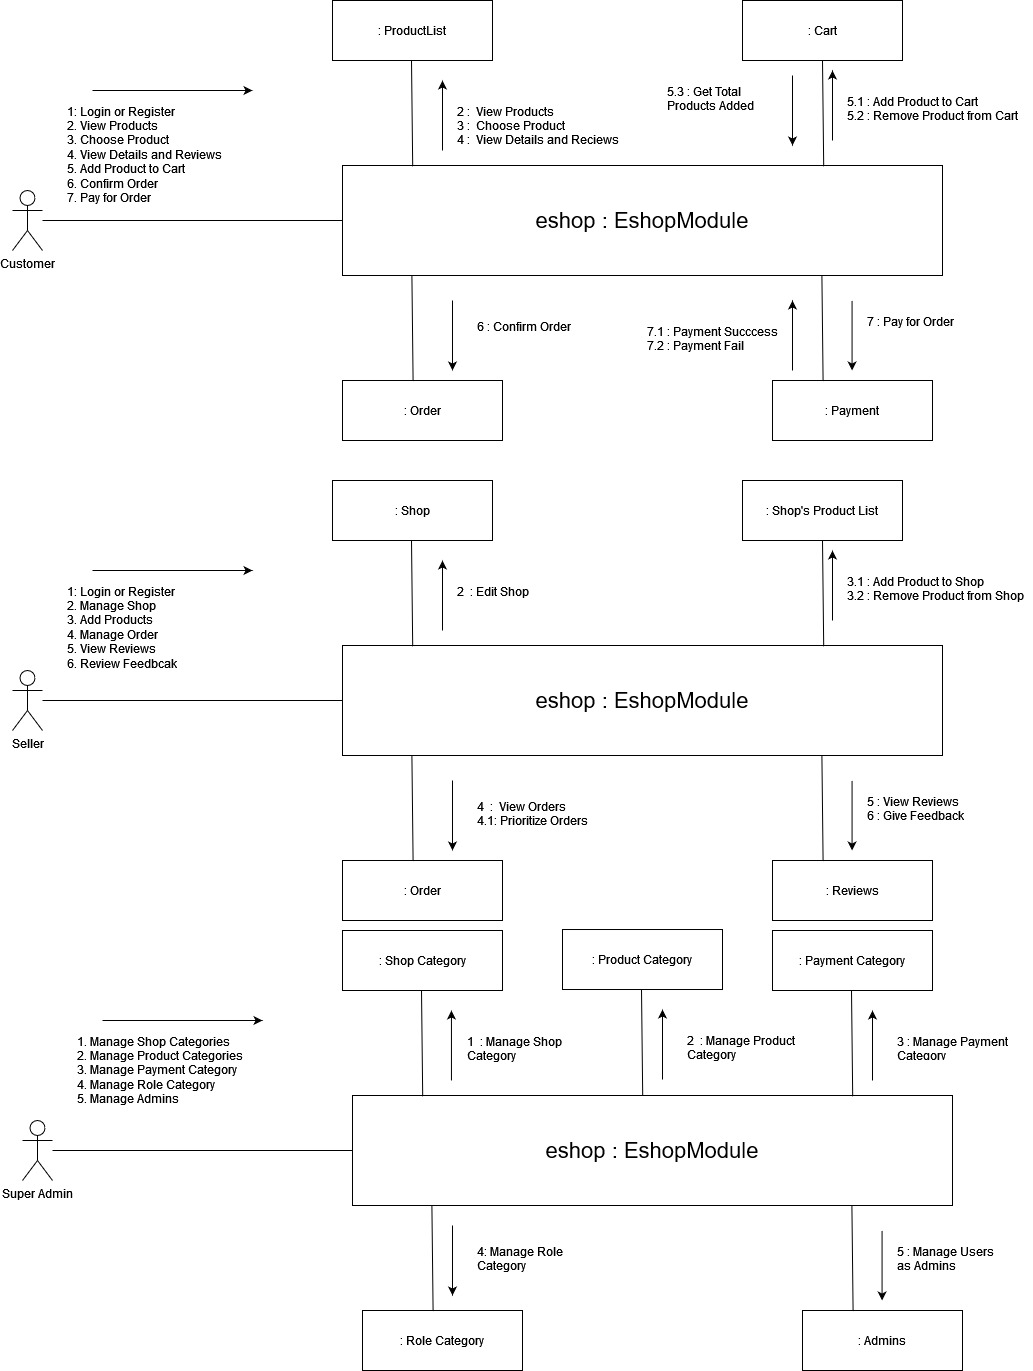 : ProductList
: Cart
1: Login or Register
2. View Products
3. Choose Product
4. View Details and Reviews
5. Add Product to Cart
6. Confirm Order
7. Pay for Order
2 :  View Products
3  : Choose Product
4  : View Details and Reciews
5.3 : Get Total
Products Added
5.1 : Add Product to Cart
5.2 : Remove Product from Cart
Customer
eshop : EshopModule
6 : Confirm Order
7.1 : Payment Succcess
7.2 : Payment Fail
7 : Pay for Order
: Order
: Payment
: Shop
: Shop's Product List
1: Login or Register
2. Manage Shop
3. Add Products
4. Manage Order
5. View Reviews
6. Review Feedbcak
2  : Edit Shop
3.1 : Add Product to Shop
3.2 : Remove Product from Shop
Seller
eshop : EshopModule
4  :  View Orders
4.1: Prioritize Orders
5 : View Reviews
6 : Give Feedback
: Order
: Reviews
: Shop Category
: Product Category
: Payment Category
1. Manage Shop Categories
2. Manage Product Categories
3. Manage Payment Category
4. Manage Role Category
5. Manage Admins
1  : Manage Shop
Category
2  : Manage Product
Category
3 : Manage Payment
Category
Super Admin
eshop : EshopModule
4: Manage Role
Category
5 : Manage Users
as Admins
: Role Category
: Admins